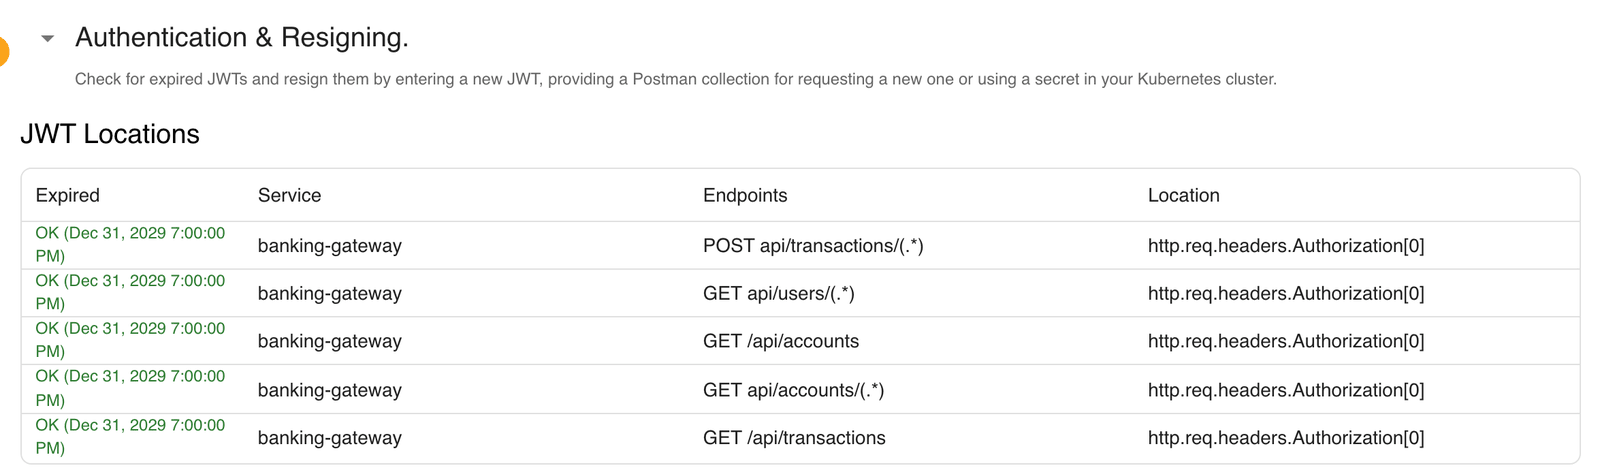 Authentication & Resigning.
Check for expired JWTs and resign them by entering a new JWT, providing a Postman collection for requesting a new one or using a secret in your Kubernetes cluster.
JWT Locations
Expired Service Endpoints Location
OK (Dec 31, 2029 7:00:00
PM) banking-gateway POST api/transactions/(.*) http.req.headers.Authorization[0]
OK (Dec 31, 2029 7:00:00
PM) banking-gateway GET api/users/(.*) http.req.headers.Authorization[0]
OK (Dec 31, 2029 7:00:00
PM) banking-gateway GET /api/accounts http.req.headers.Authorization[0]
OK (Dec 31, 2029 7:00:00
PM) banking-gateway GET api/accounts/(.*) http.req.headers.Authorization[0]
OK (Dec 31, 2029 7:00:00
PM) banking-gateway GET /api/transactions http.req.headers.Authorization[0]